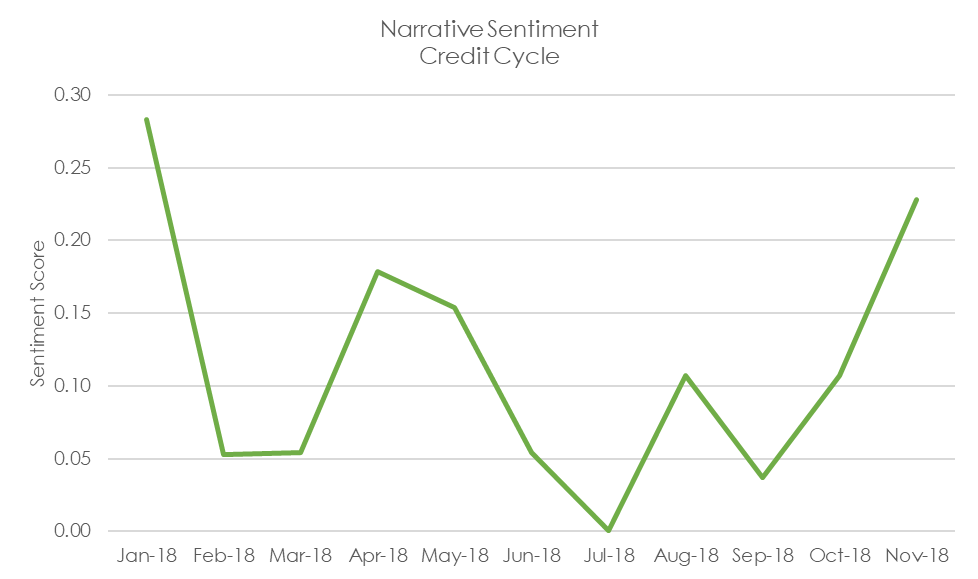 Narrative Sentiment
Credit Cycle
0.30
0.25
0.20
0.15
0.10
0.05
0.00
Sentiment Score
Jan-18 Feb-18 Mar-18 Apr-18 May-18 Jun-18 Jul-18 Aug-18 Sep-18 Oct-18 Nov-18